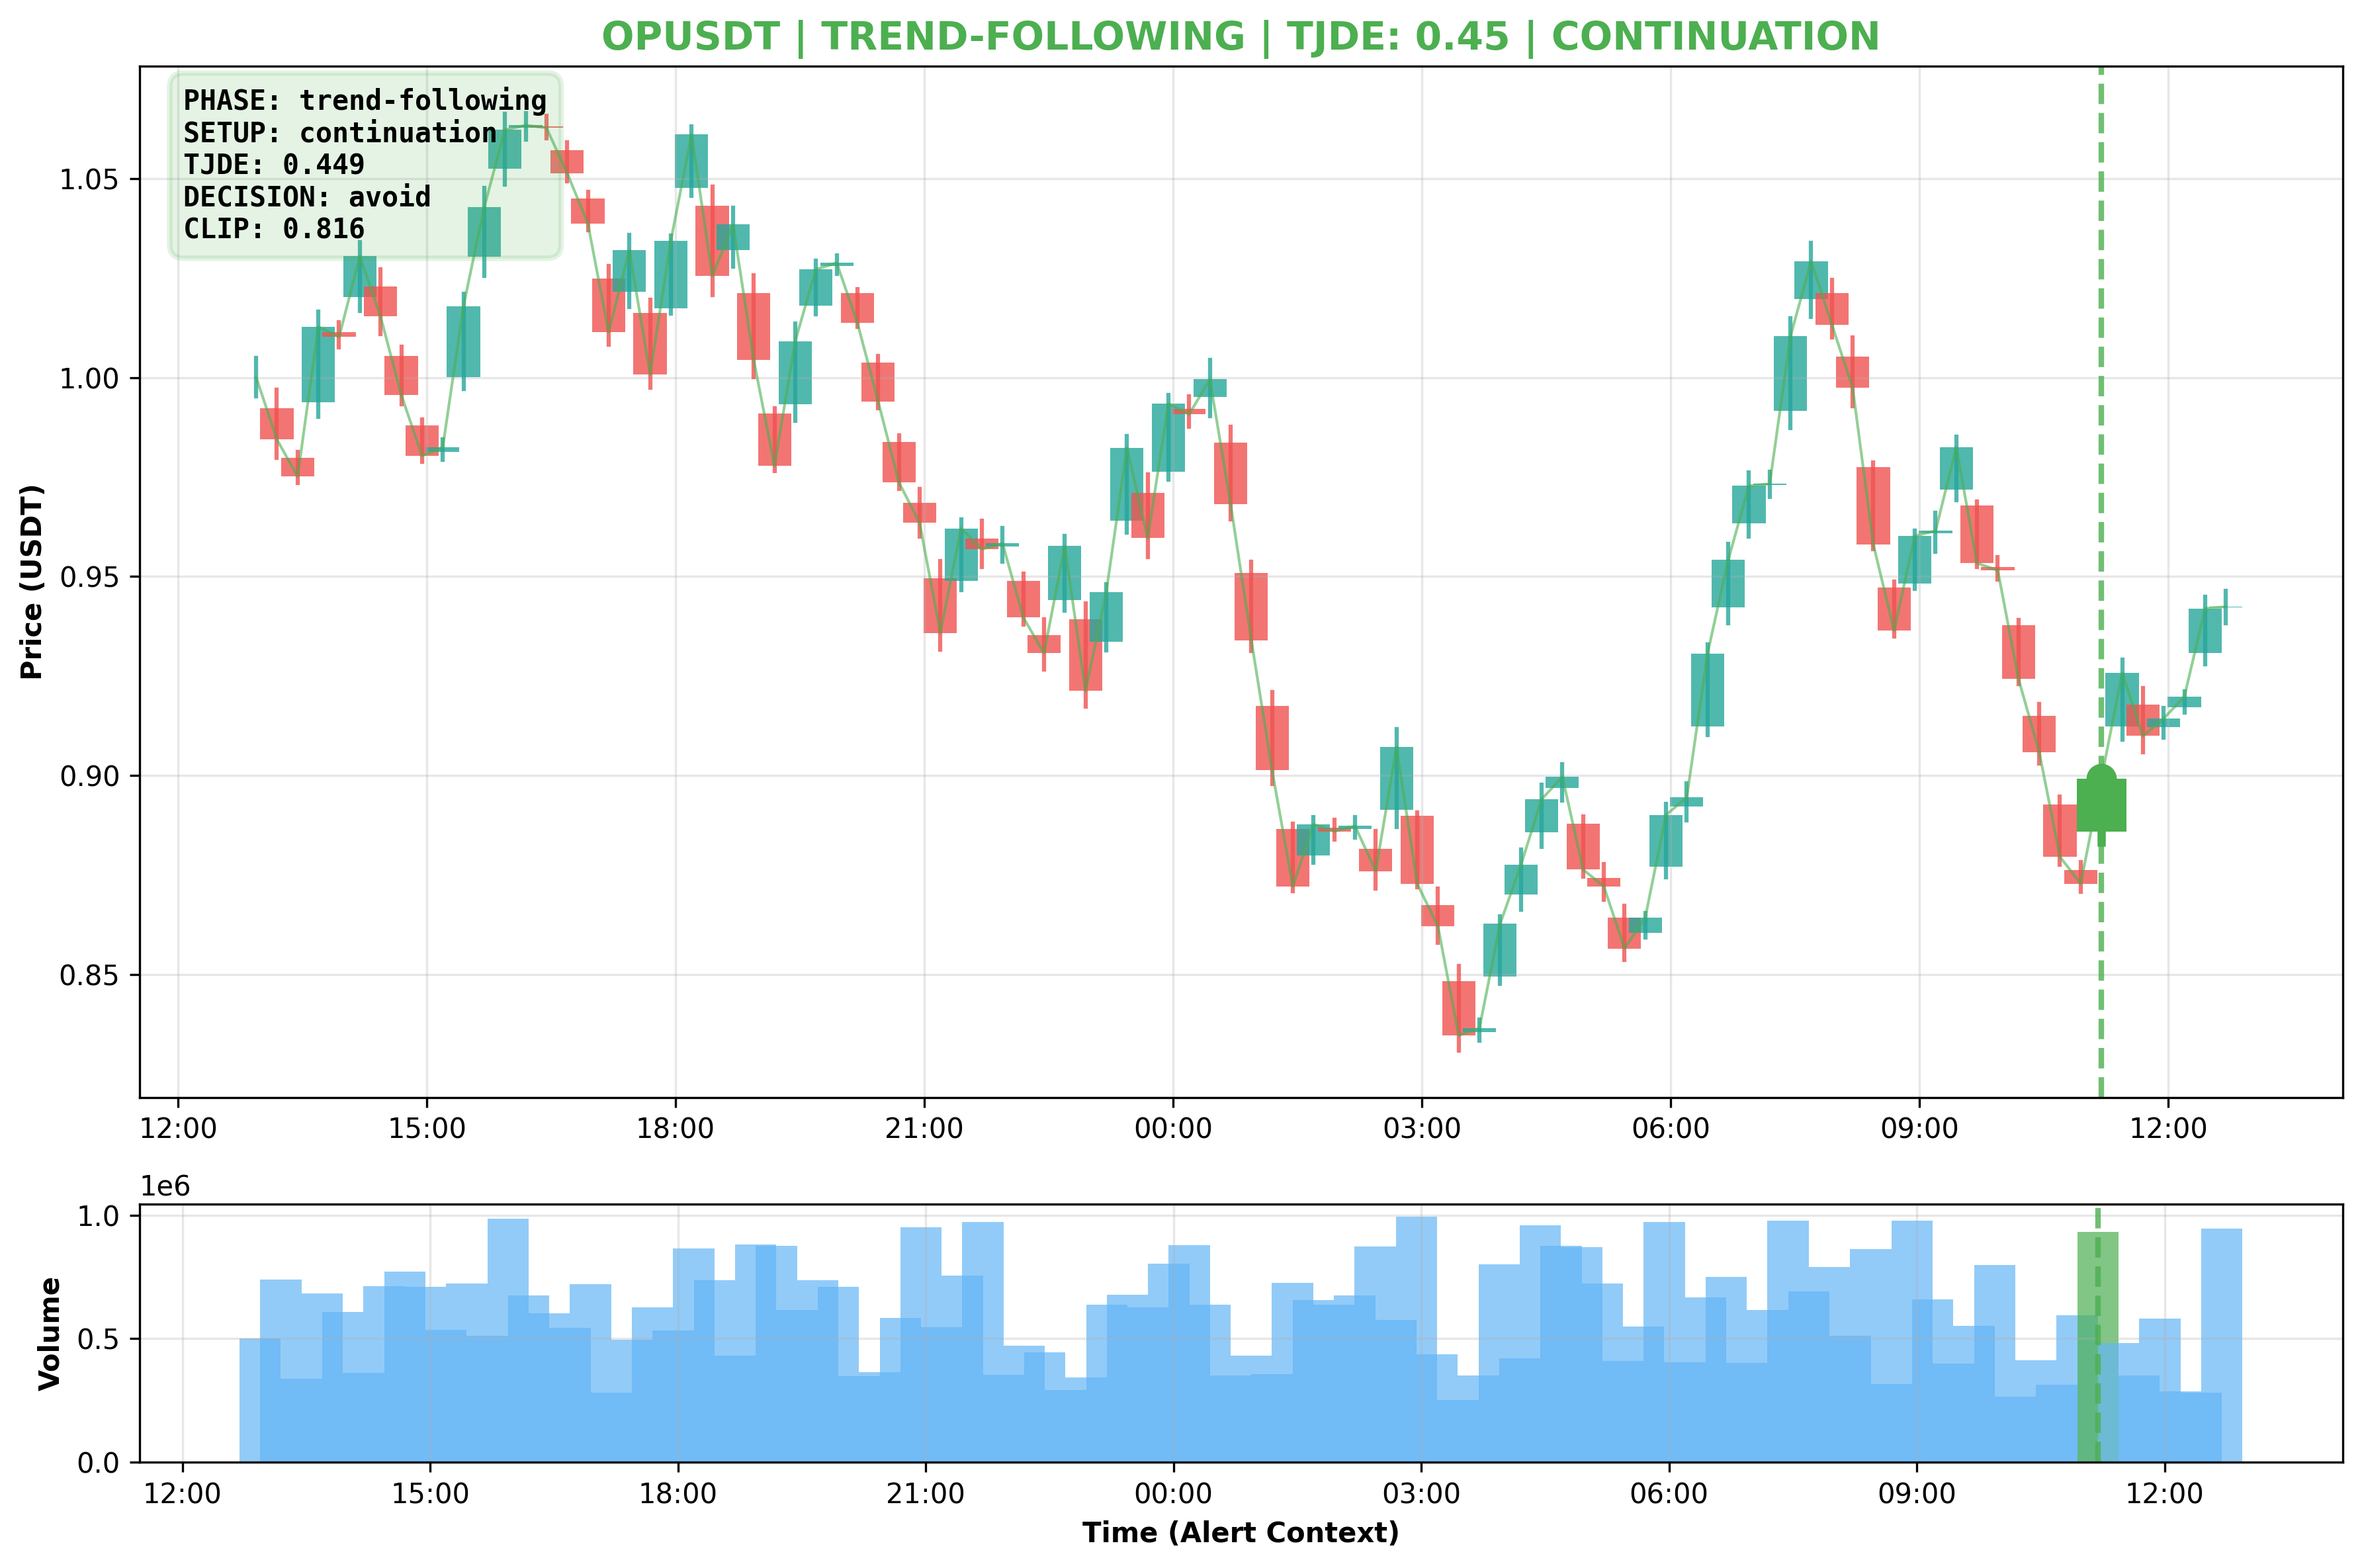 OPUSDT | TREND-FOLLOWING | TJDE: 0.45 | CONTINUATION
PHASE: trend-following
SETUP: continuation
TJDE: 0.449
DECISION: avoid
CLIP: 0.816
Price (USDT)
1.05
1.00
0.95
0.90
0.85
12:00 15:00 18:00 21:00 00:00 03:00 06:00 09:00 12:00
1e6
Volume
1.0
0.5
0.0
12:00 15:00 18:00 21:00 00:00 03:00 06:00 09:00 12:00
Time (Alert Context)